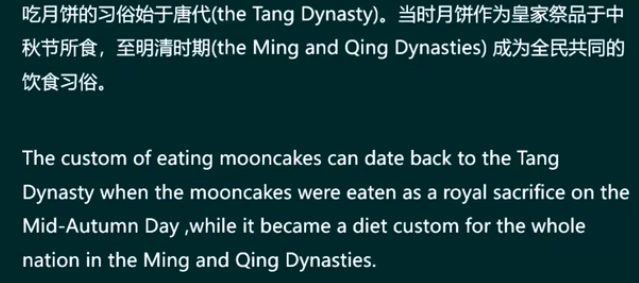 吃月饼的习俗始于唐代(the Tang Dynasty)。当时月饼作为皇家祭品于中
秋节所食，至明清时期(the Ming and Qing Dynasties) 成为全民共同的
饮食习俗。
The custom of eating mooncakes can date back to the Tang
Dynasty when the mooncakes were eaten as a royal sacrifice on the
Mid-Autumn Day ,while it became a diet custom for the whole
nation in the Ming and Qing Dynasties.